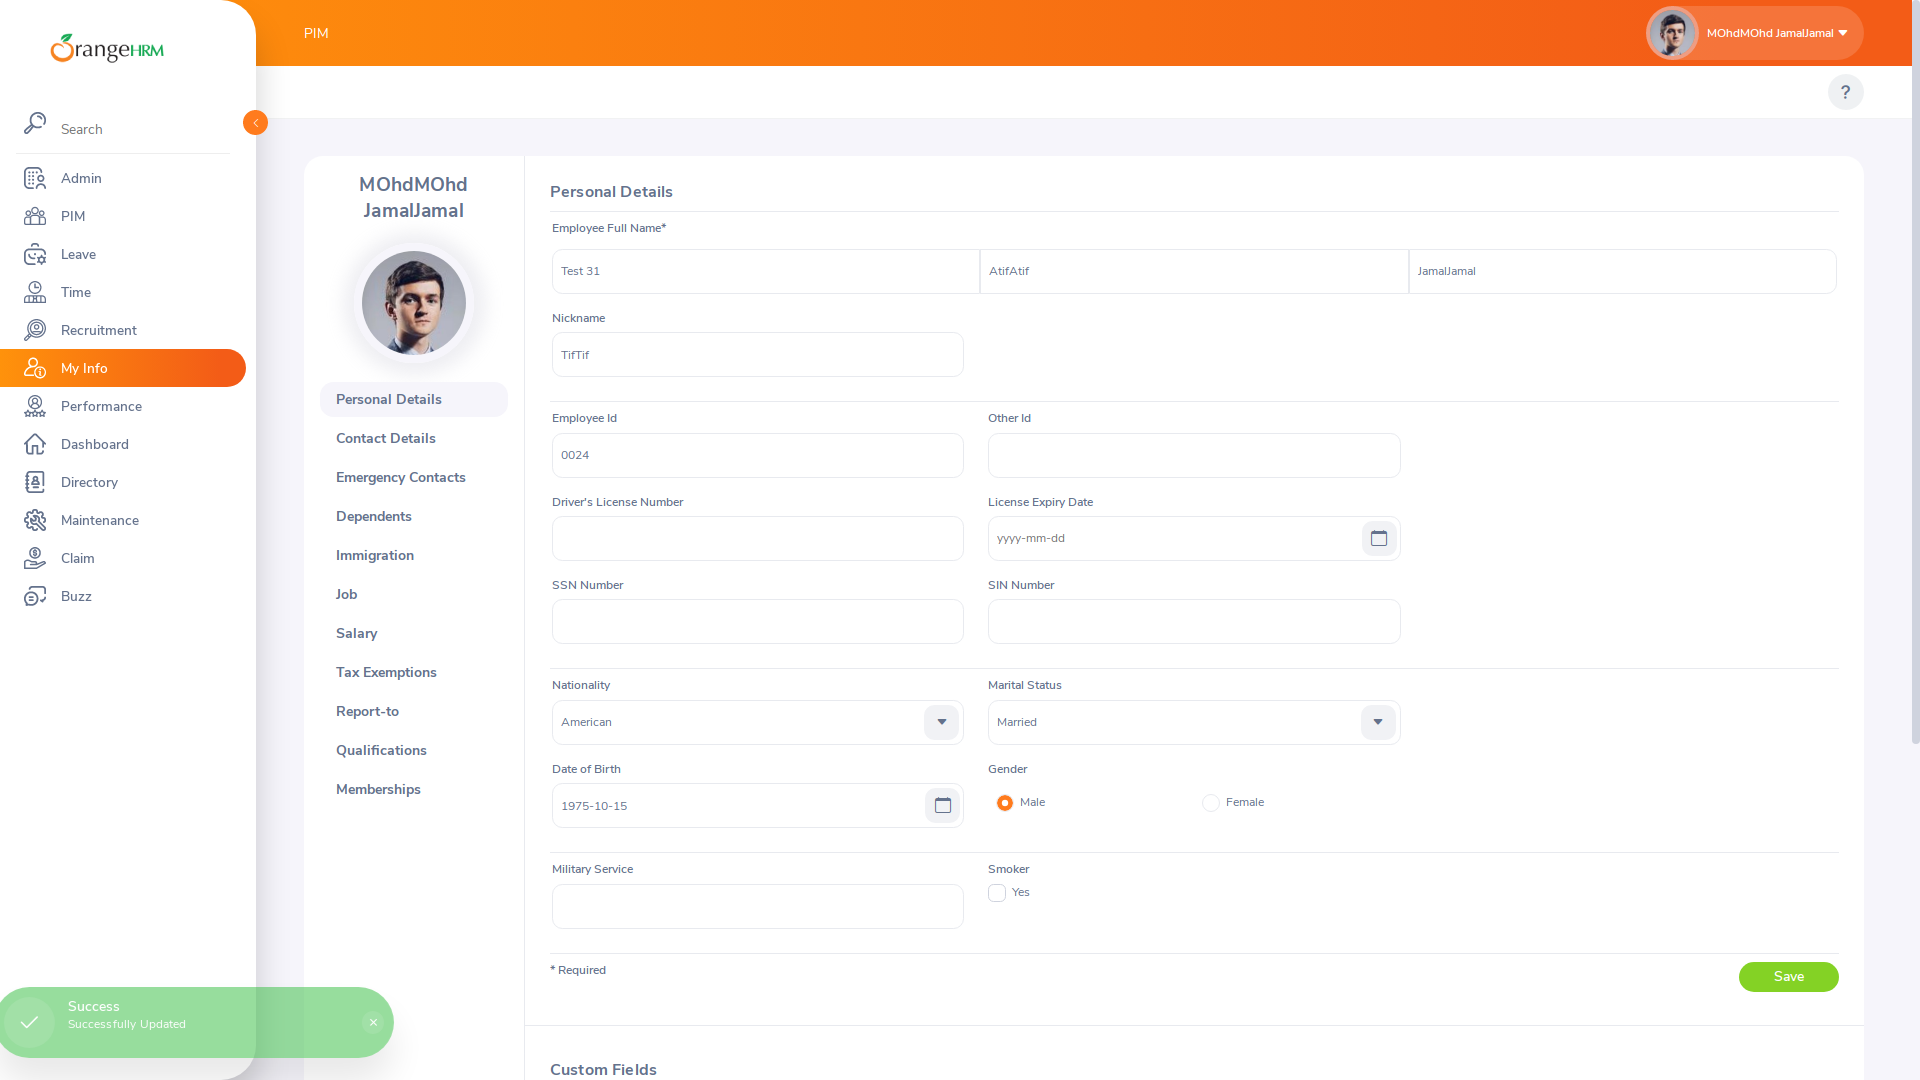 OrangeHRM
PIM
MOhdMOhd JamalJamal
?
Search
Admin
PIM
Leave
Time
Recruitment
My Info
Performance
Dashboard
Directory
Maintenance
Claim
Buzz
MOhdMOhd
JamalJamal
Personal Details
Contact Details
Emergency Contacts
Dependents
Immigration
Job
Salary
Tax Exemptions
Report-to
Qualifications
Memberships
Personal Details
Employee Full Name*
Test 31 AtifAtif JamalJamal
Nickname
TifTif
Employee Id Other Id
0024
Driver's License Number License Expiry Date
yyyy-mm-dd
SSN Number SIN Number
Nationality Marital Status
American Married
Date of Birth Gender
1975-10-15 Male Female
Military Service Smoker
Yes
* Required
Save
Custom Fields
Success
Successfully Updated